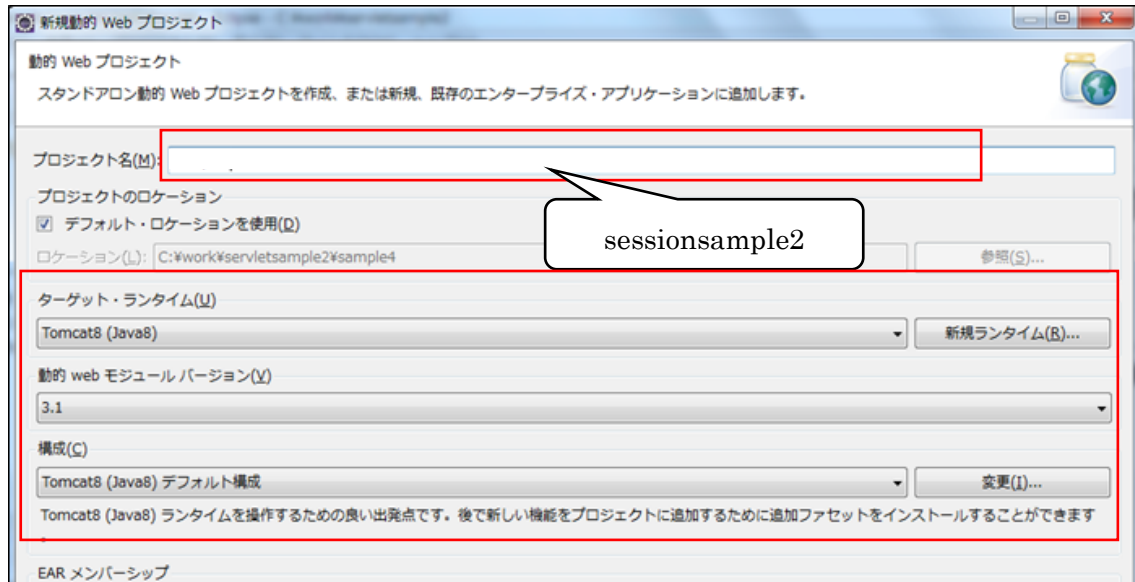 新規動的 Web プロジェクト
動的 Web プロジェクト
スタンドアロン動的 Web プロジェクトを作成、または新規、既存のエンタープライズ・アプリケーションに追加します。
プロジェクト名(M):
sessionsample2
プロジェクトのロケーション
デフォルト・ロケーションを使用(D)
ロケーション(L): C:¥work¥servletsample2¥sample4 参照(S)...
ターゲット・ランタイム(U)
Tomcat8 (Java8) 新規ランタイム(R)...
動的 web モジュール バージョン(V)
3.1
構成(C)
Tomcat8 (Java8) デフォルト構成 変更(I)...
Tomcat8 (Java8) ランタイムを操作するための良い出発点です。後で新しい機能をプロジェクトに追加するために追加ファセットをインストールすることができます
。
EAR メンバーシップ